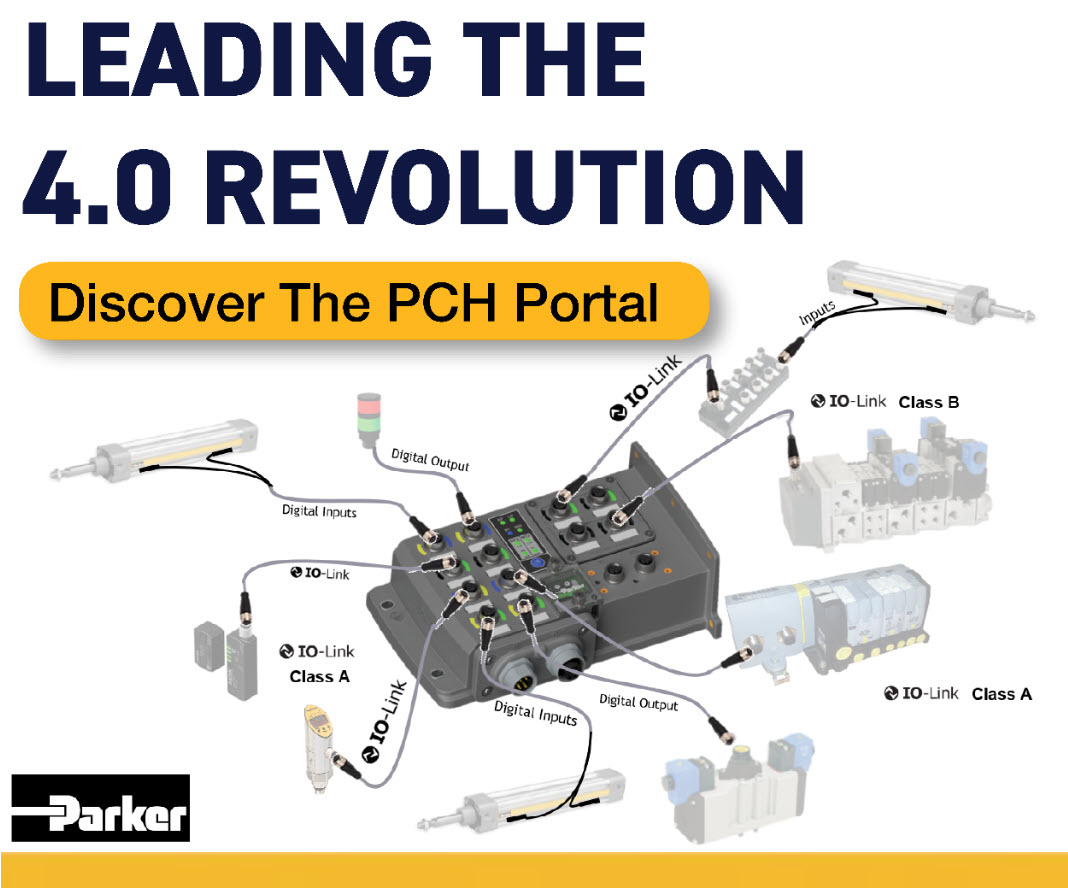 LEADING THE
4.0 REVOLUTION
Discover The PCH Portal
Inputs
IO-Link
IO-Link Class B
Digital Output
Digital Inputs
IO-Link
IO-Link
Class A
IO-Link
Parker
Digital Inputs
Digital Output
IO-Link Class A
Parker